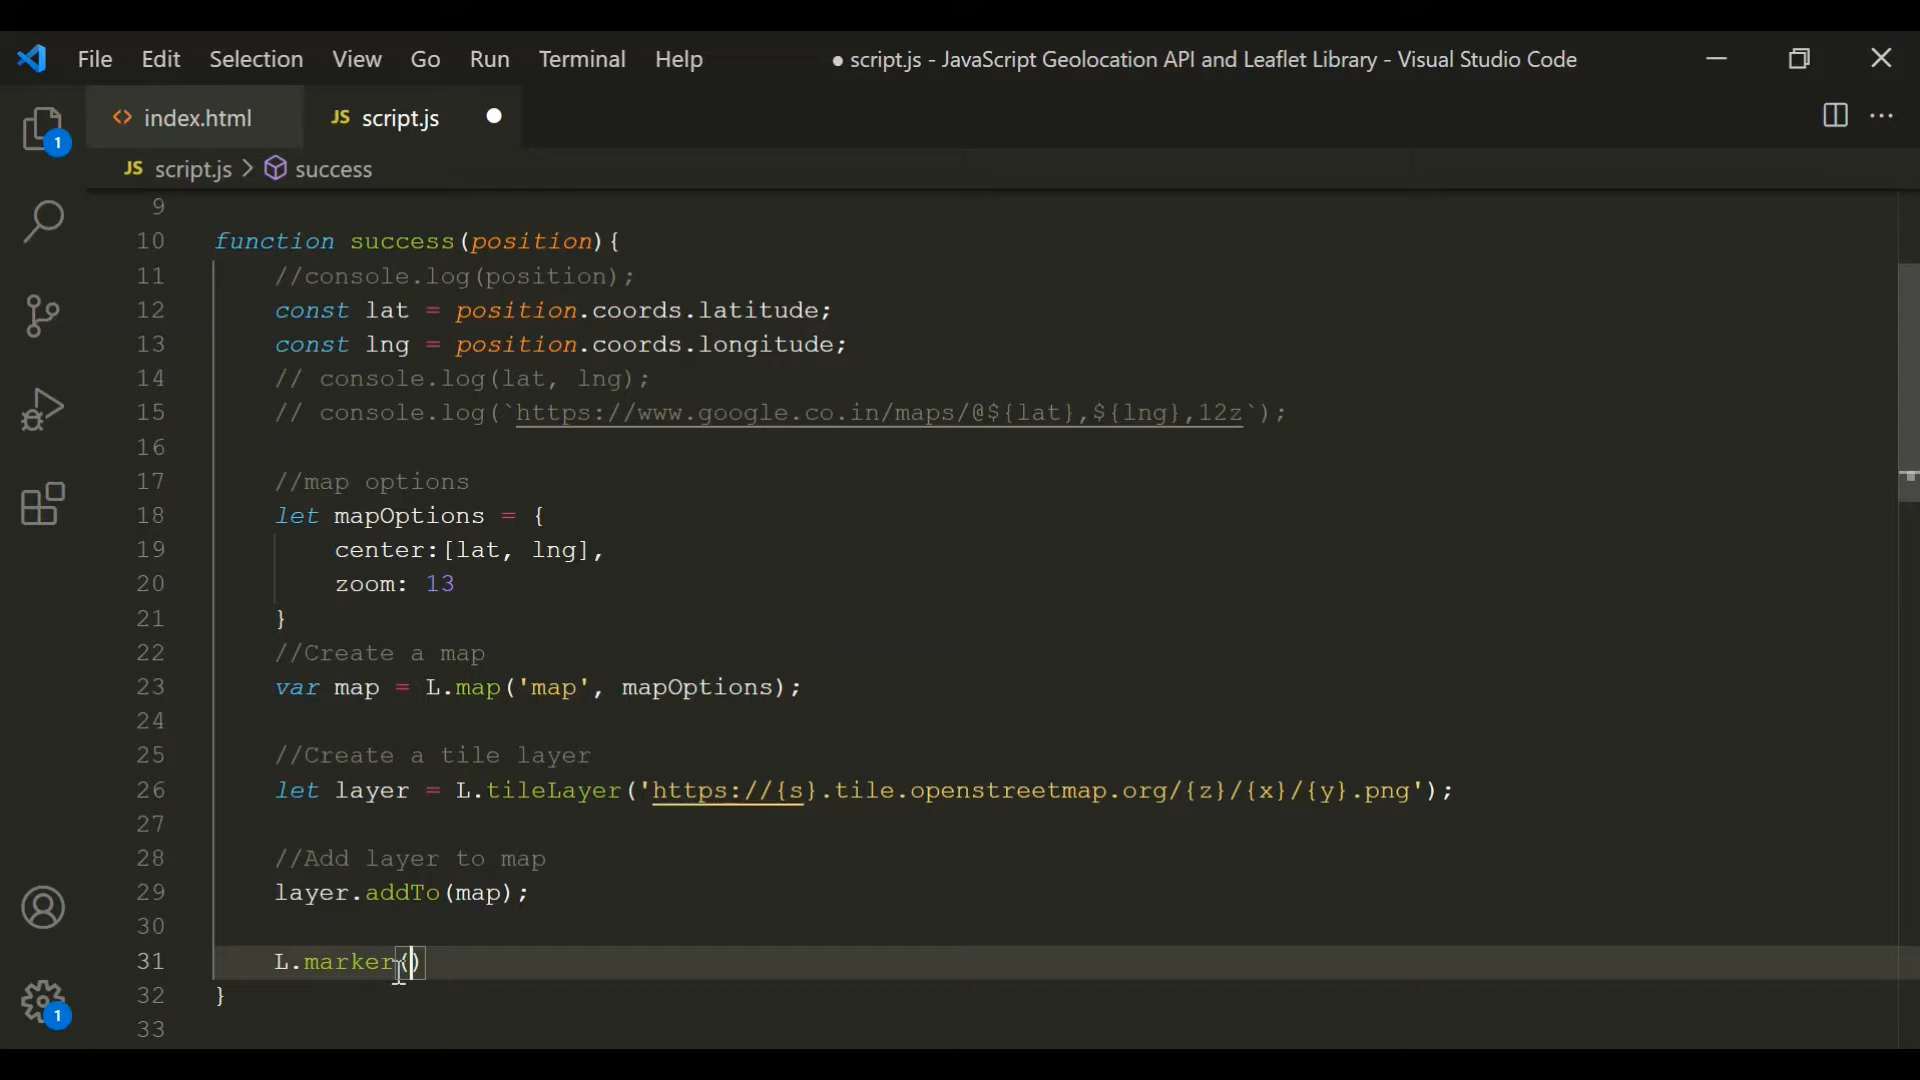 File Edit Selection View Go Run Terminal Help ● script.js - JavaScript Geolocation API and Leaflet Library - Visual Studio Code
<> index.html JS script.js
JS script.js > success
1
9
10 function success(position){
11 //console.log(position);
12 const lat = position.coords.latitude;
13 const lng = position.coords.longitude;
14 // console.log(lat, lng);
15 // console.log(`https://www.google.co.in/maps/@${lat},${lng},12z`);
16
17 //map options
18 let mapOptions = {
19 center:[lat, lng],
20 zoom: 13
21 }
22 //Create a map
23 var map = L.map('map', mapOptions);
24
25 //Create a tile layer
26 let layer = L.tileLayer('https://{s}.tile.openstreetmap.org/{z}/{x}/{y}.png');
27
28 //Add layer to map
29 layer.addTo(map);
30
31 L.marker()
32 }
33
1